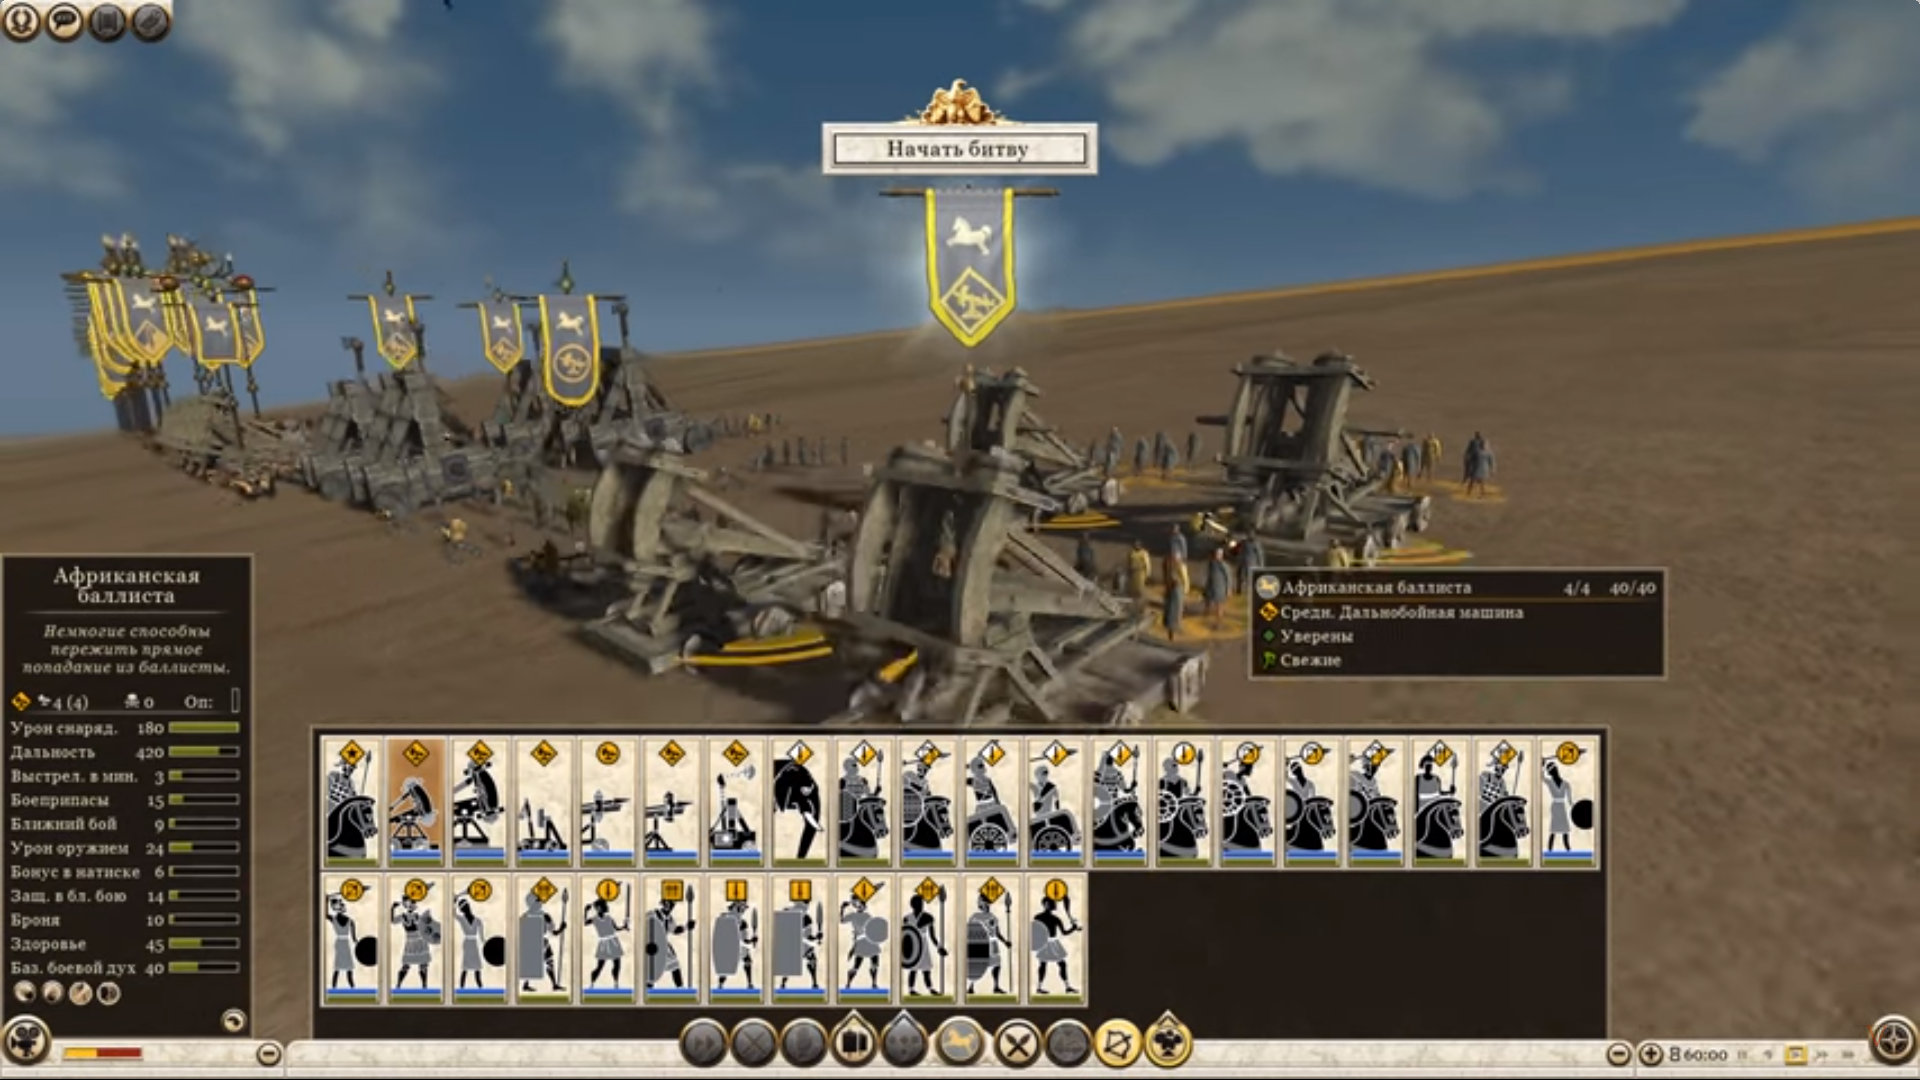 Начать битву
Африканская
баллиста
Немногие способны
пережить прямое
попадание из баллисты.
4 (4) 0 Оп:
Урон снаряд. 180
Дальность 420
Выстрел. в мин. 3
Боеприпасы 15
Ближний бой 9
Урон оружием 24
Бонус в натиске 6
Защ. в бл. бою 14
Броня 10
Здоровье 45
Баз. боевой дух 40
Африканская баллиста 4/4 40/40
Средн. Дальнобойная машина
Уверены
Свежие
60:00